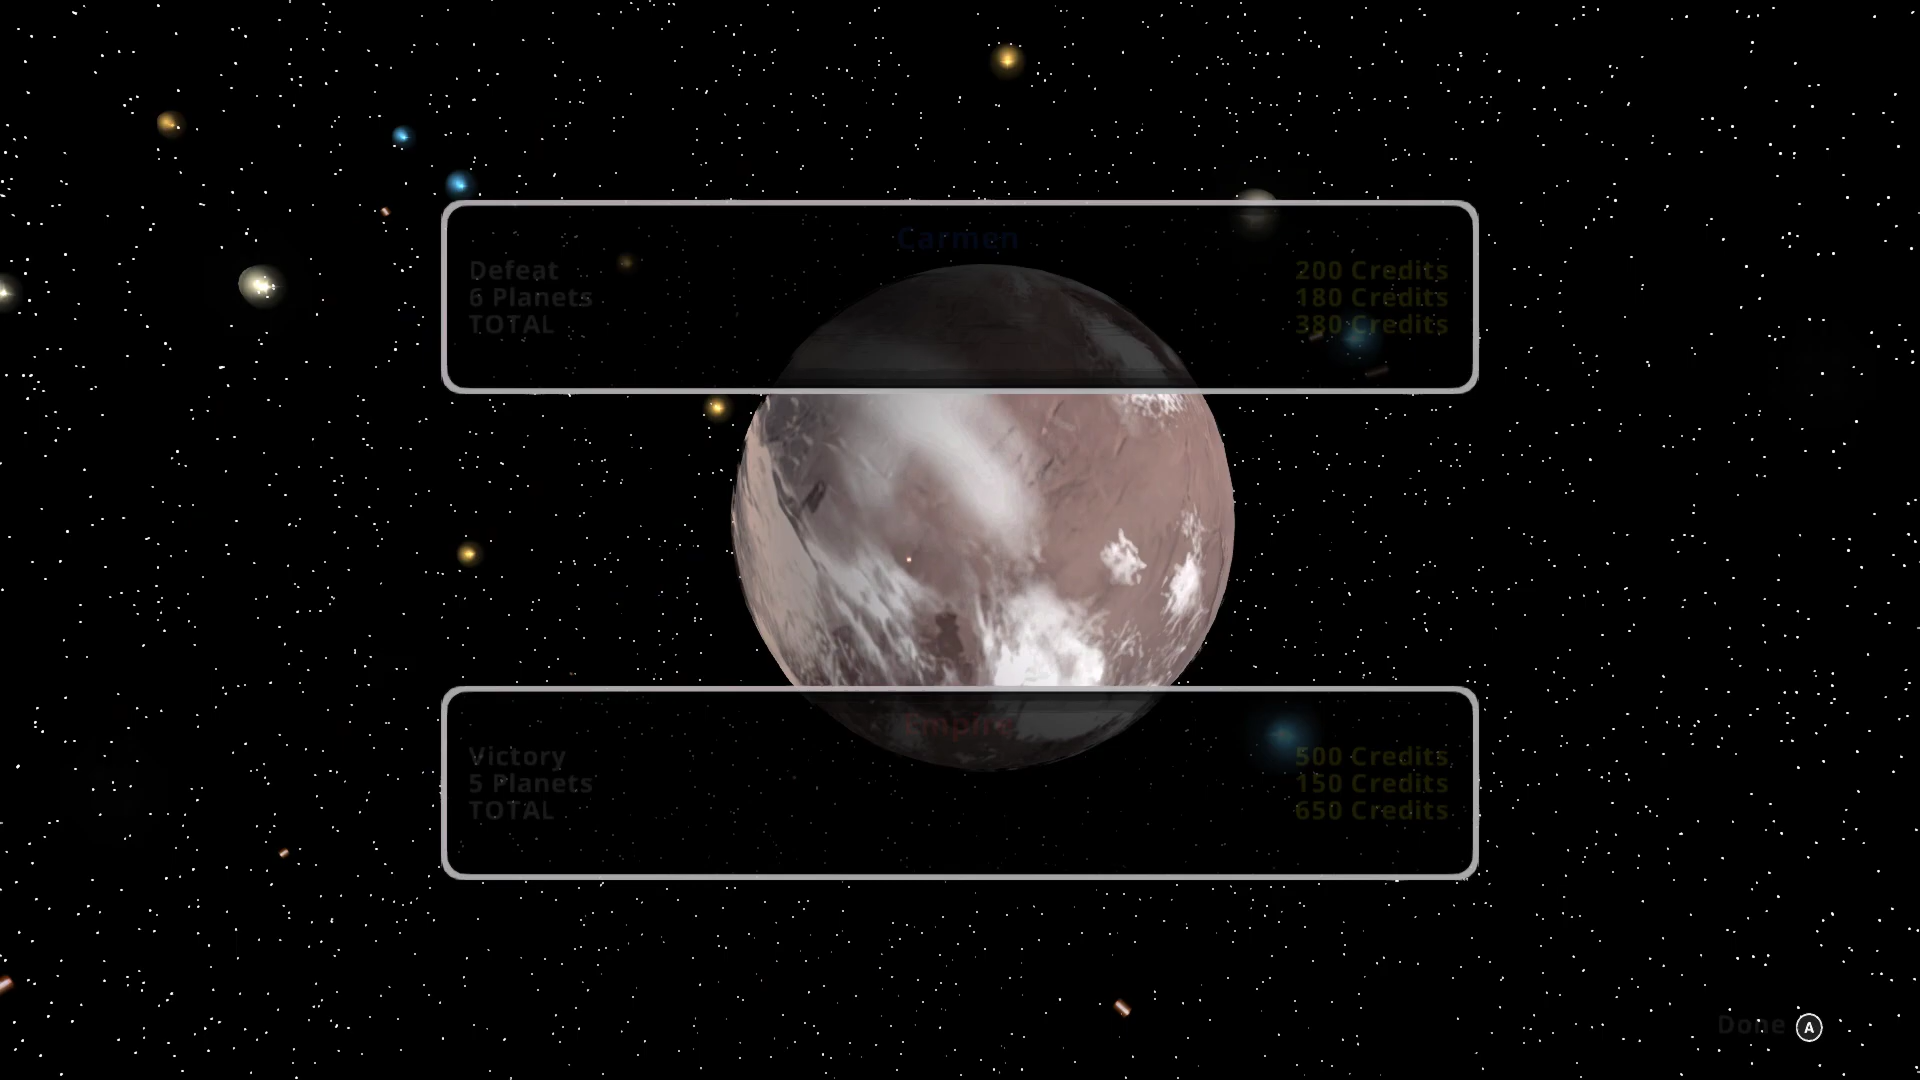 Carmen
Defeat 200 Credits
6 Planets 180 Credits
TOTAL 380 Credits
Empire
Victory 500 Credits
5 Planets 150 Credits
TOTAL 650 Credits
Done A